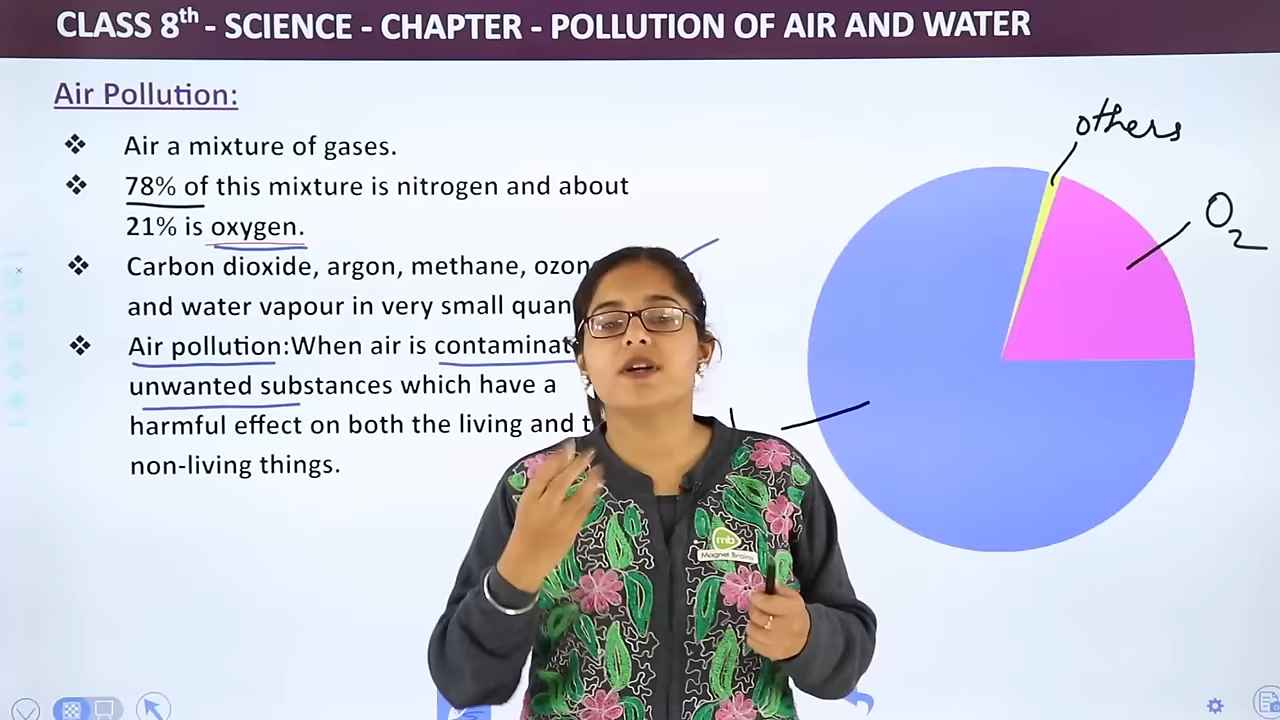 CLASS 8th - SCIENCE - CHAPTER - POLLUTION OF AIR AND WATER
Air Pollution:
❖ Air a mixture of gases.
❖ 78% of this mixture is nitrogen and about
21% is oxygen.
❖ Carbon dioxide, argon, methane, ozon
and water vapour in very small quan
❖ Air pollution:When air is contaminat
unwanted substances which have a
harmful effect on both the living and t
non-living things.
others
O2
mb
Magnet Brains